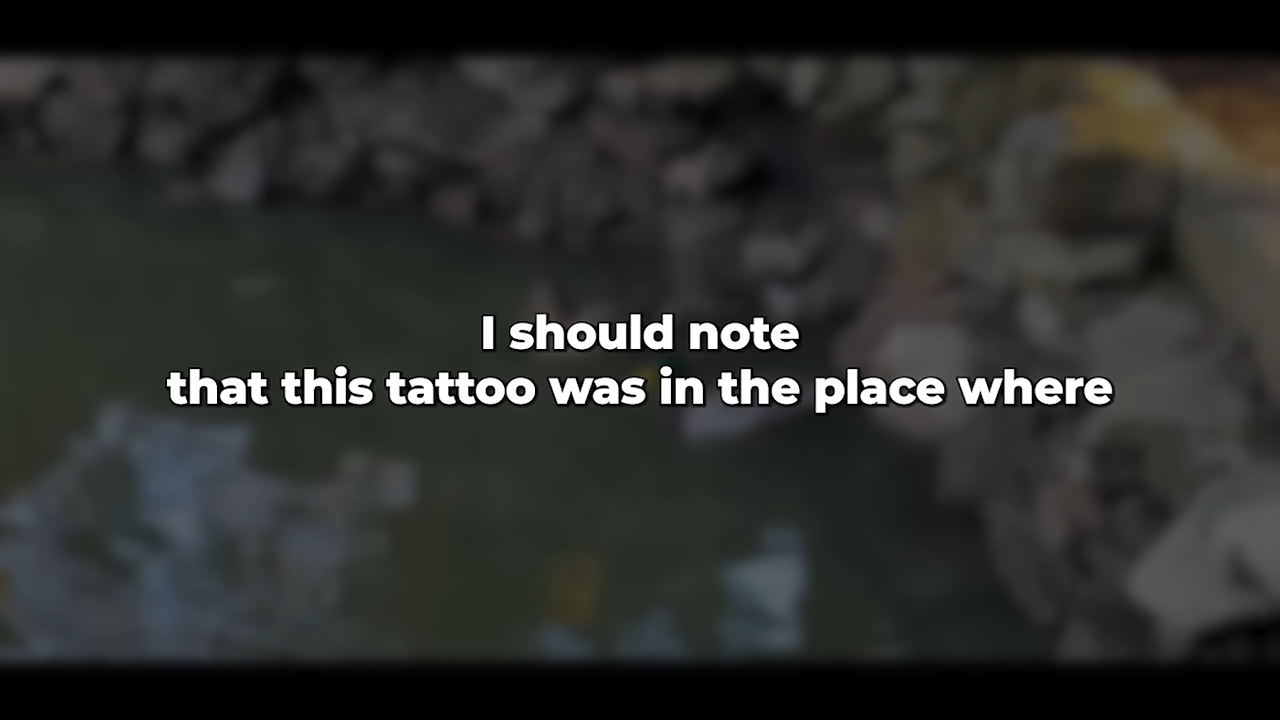 I should note
that this tattoo was in the place where